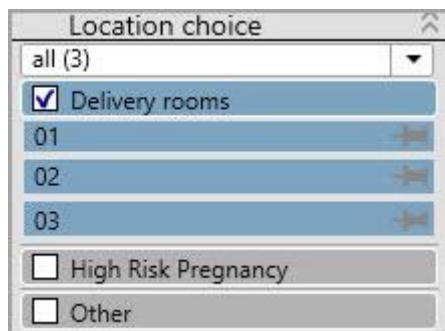 Location choice
all (3)
Delivery rooms
01
02
03
High Risk Pregnancy
Other